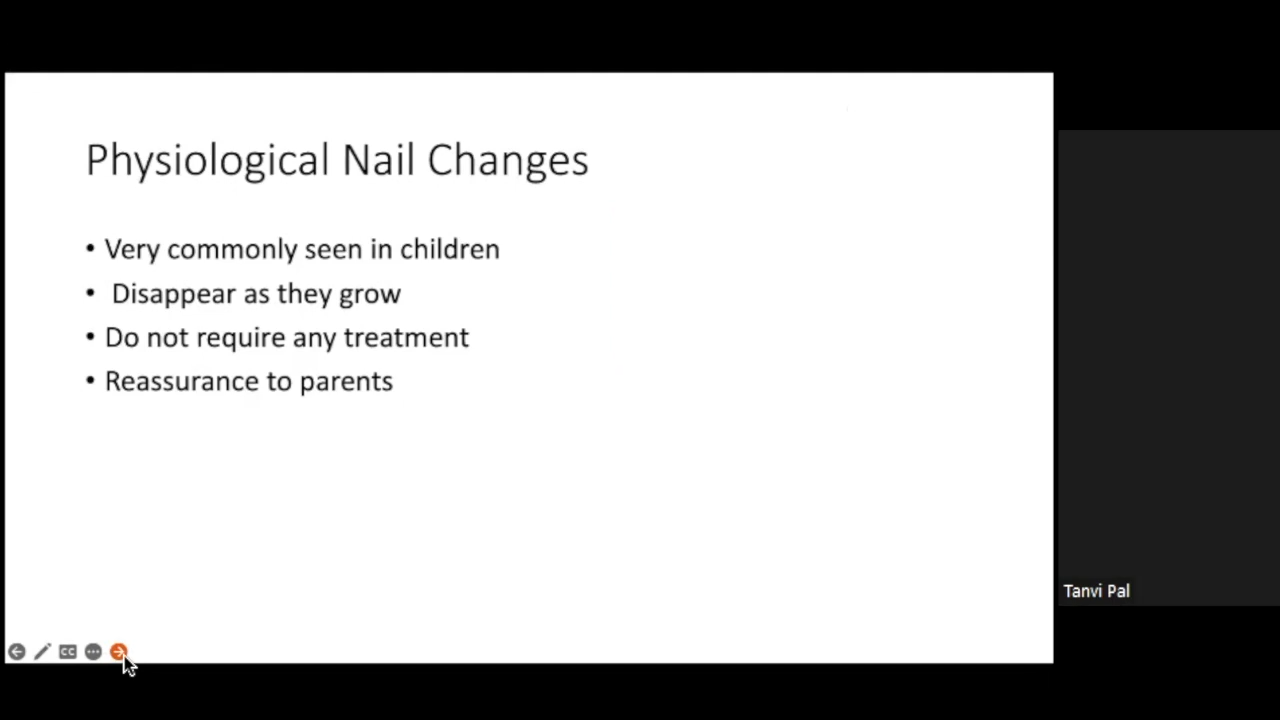 Physiological Nail Changes
• Very commonly seen in children
• Disappear as they grow
• Do not require any treatment
• Reassurance to parents
Tanvi Pal
CC